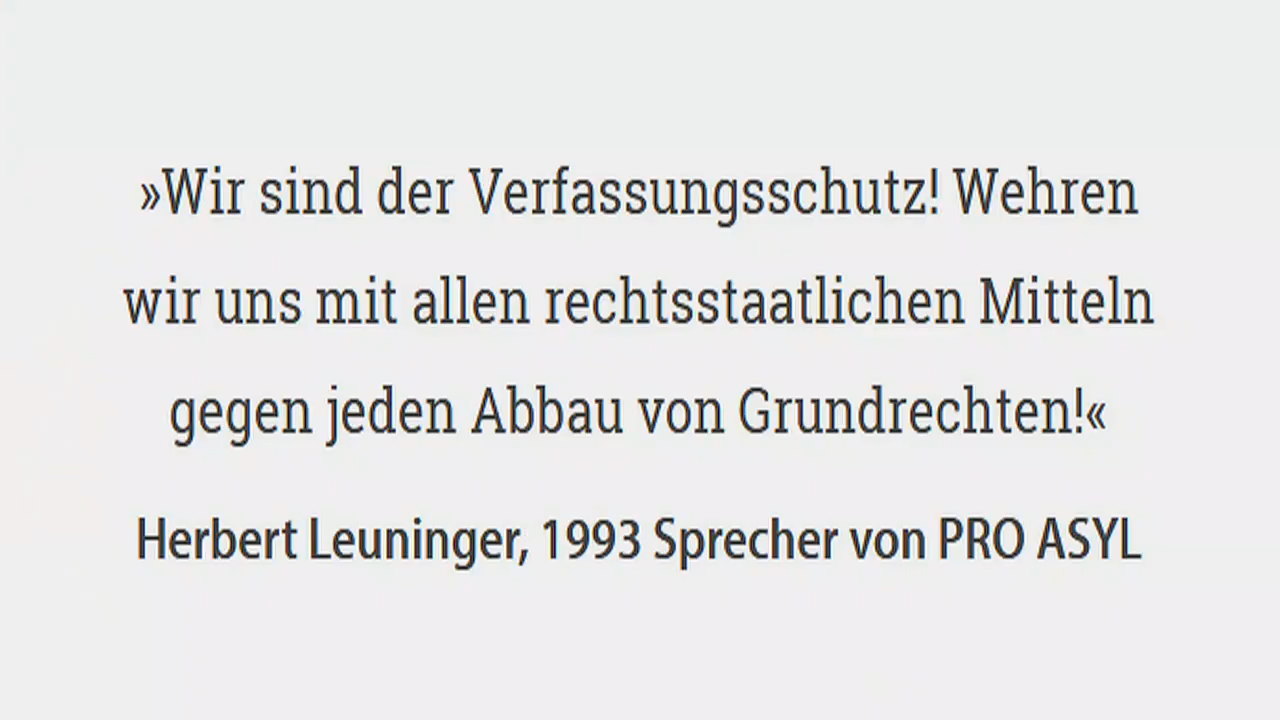 »Wir sind der Verfassungsschutz! Wehren
wir uns mit allen rechtsstaatlichen Mitteln
gegen jeden Abbau von Grundrechten!«
Herbert Leuninger, 1993 Sprecher von PRO ASYL